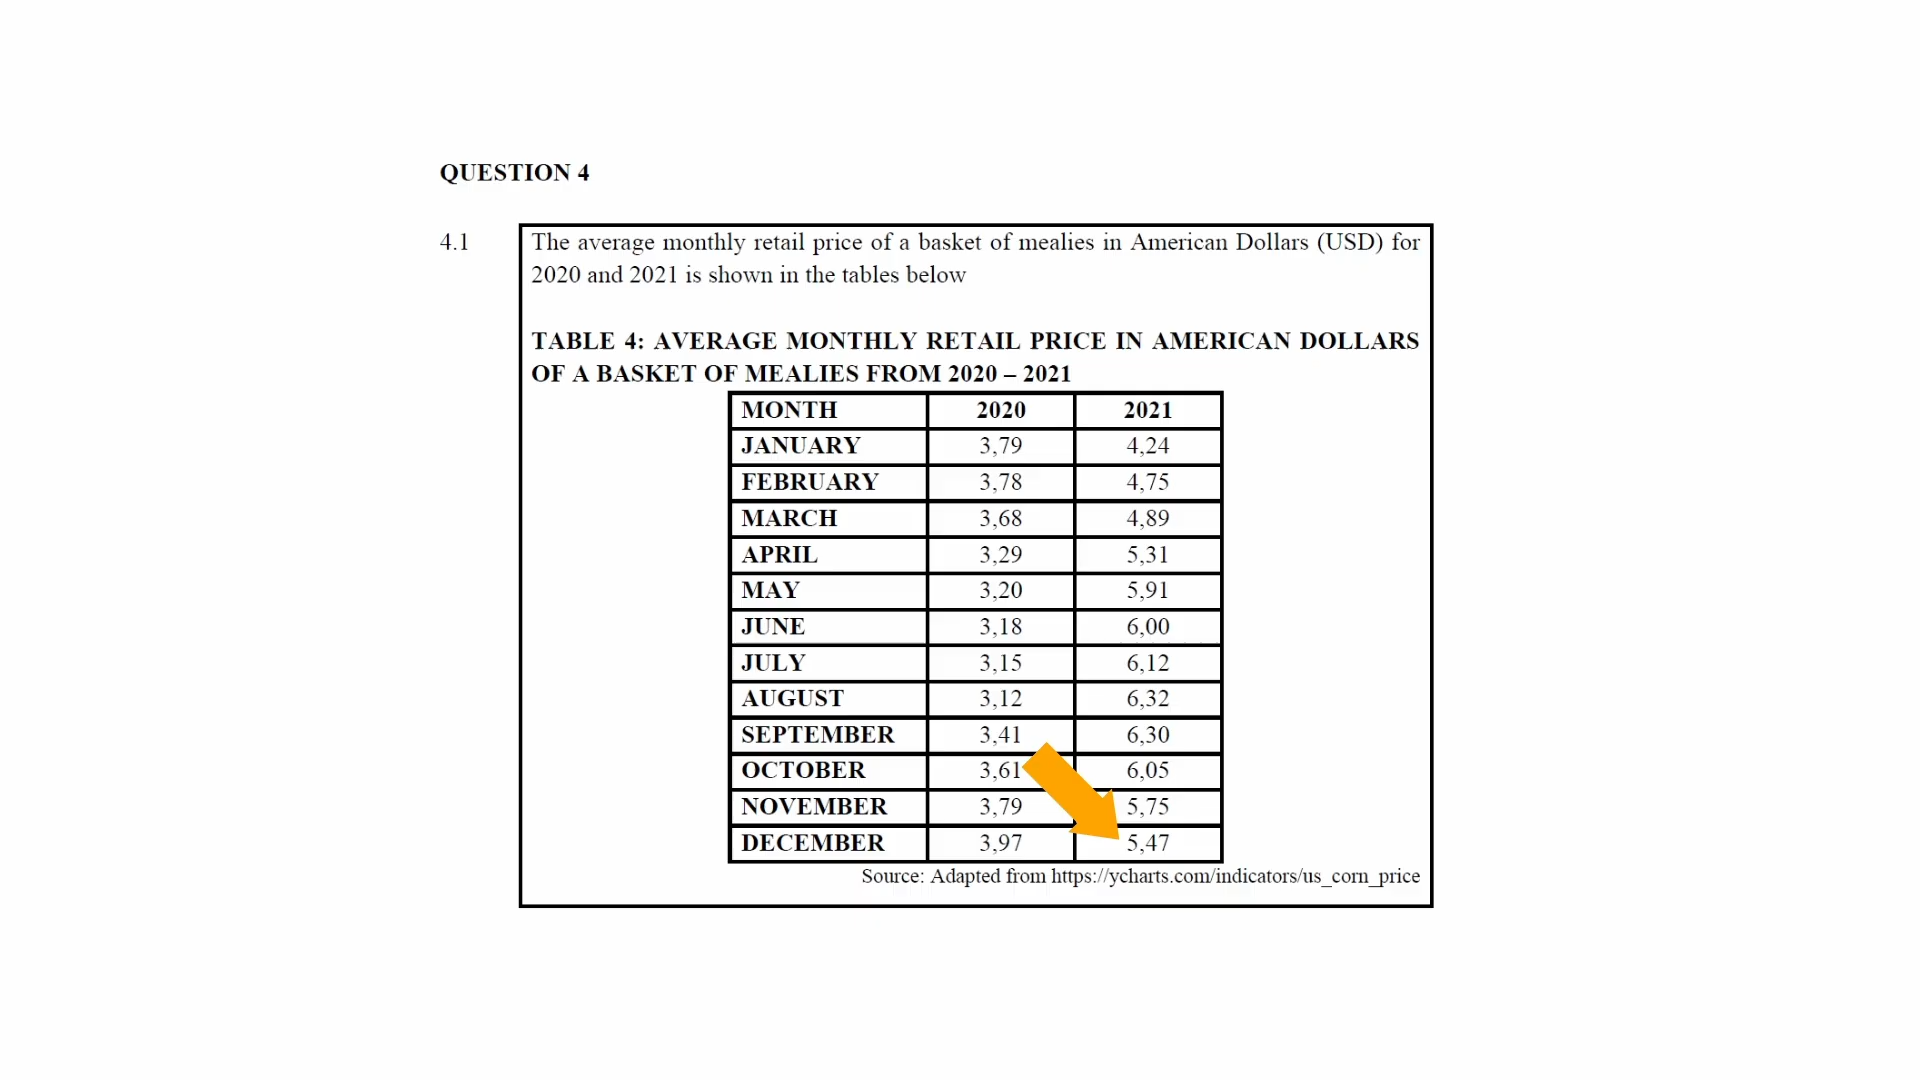 QUESTION 4
4.1
The average monthly retail price of a basket of mealies in American Dollars (USD) for
2020 and 2021 is shown in the tables below
TABLE 4: AVERAGE MONTHLY RETAIL PRICE IN AMERICAN DOLLARS
OF A BASKET OF MEALIES FROM 2020 – 2021
MONTH 2020 2021
JANUARY 3,79 4,24
FEBRUARY 3,78 4,75
MARCH 3,68 4,89
APRIL 3,29 5,31
MAY 3,20 5,91
JUNE 3,18 6,00
JULY 3,15 6,12
AUGUST 3,12 6,32
SEPTEMBER 3,41 6,30
OCTOBER 3,61 6,05
NOVEMBER 3,79 5,75
DECEMBER 3,97 5,47
Source: Adapted from https://ycharts.com/indicators/us_corn_price